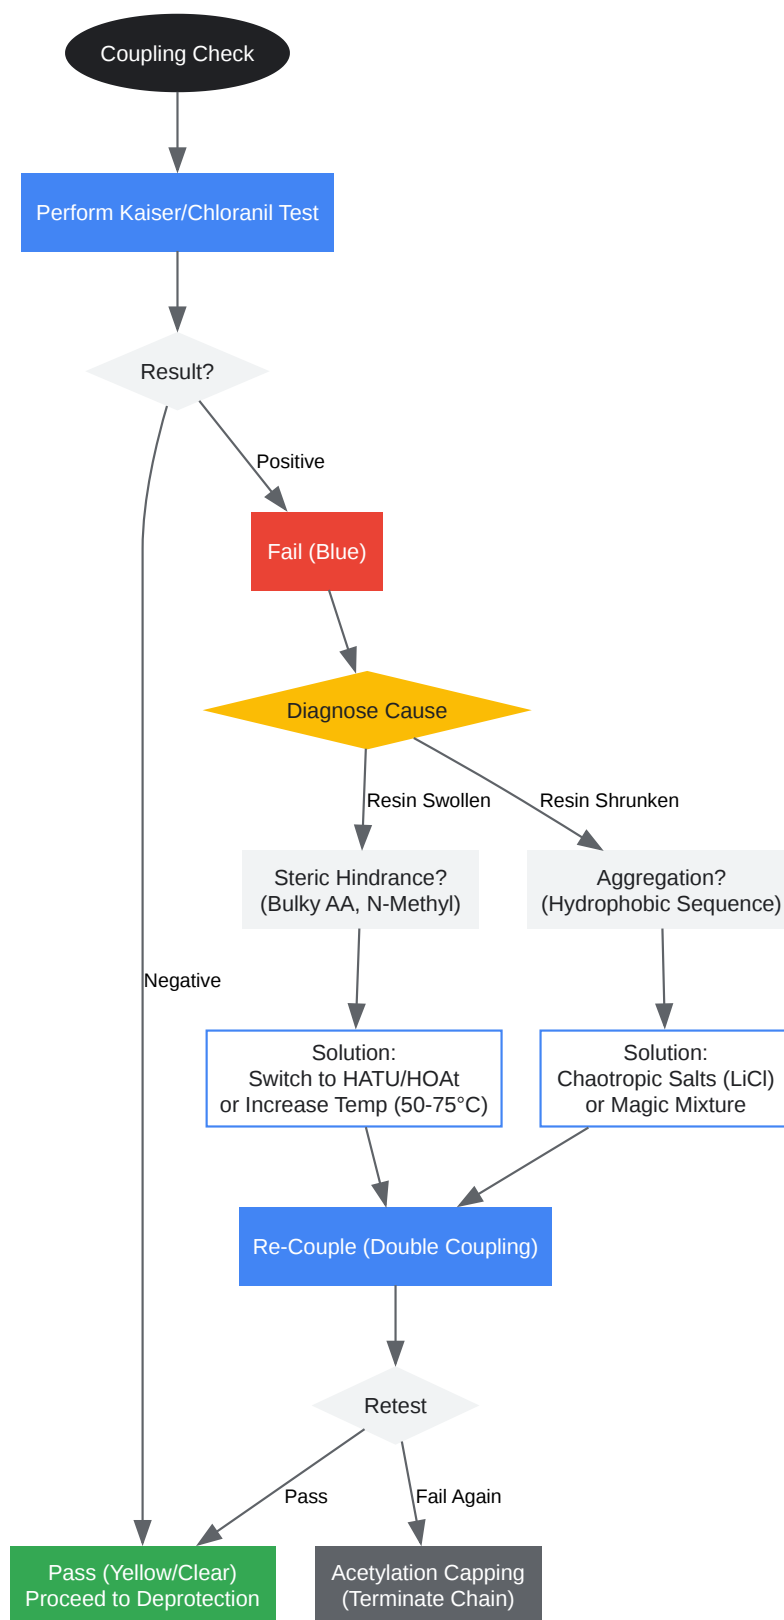 Coupling Check
Perform Kaiser/Chloranil Test
Result?
Positive
Fail (Blue)
Diagnose Cause
Resin Swollen
Resin Shrunken
Steric Hindrance?
(Bulky AA, N-Methyl)
Aggregation?
(Hydrophobic Sequence)
Negative
Solution:
Switch to HATU/HOAt
or Increase Temp (50-75°C)
Solution:
Chaotropic Salts (LiCl)
or Magic Mixture
Re-Couple (Double Coupling)
Retest
Pass
Fail Again
Pass (Yellow/Clear)
Proceed to Deprotection
Acetylation Capping
(Terminate Chain)